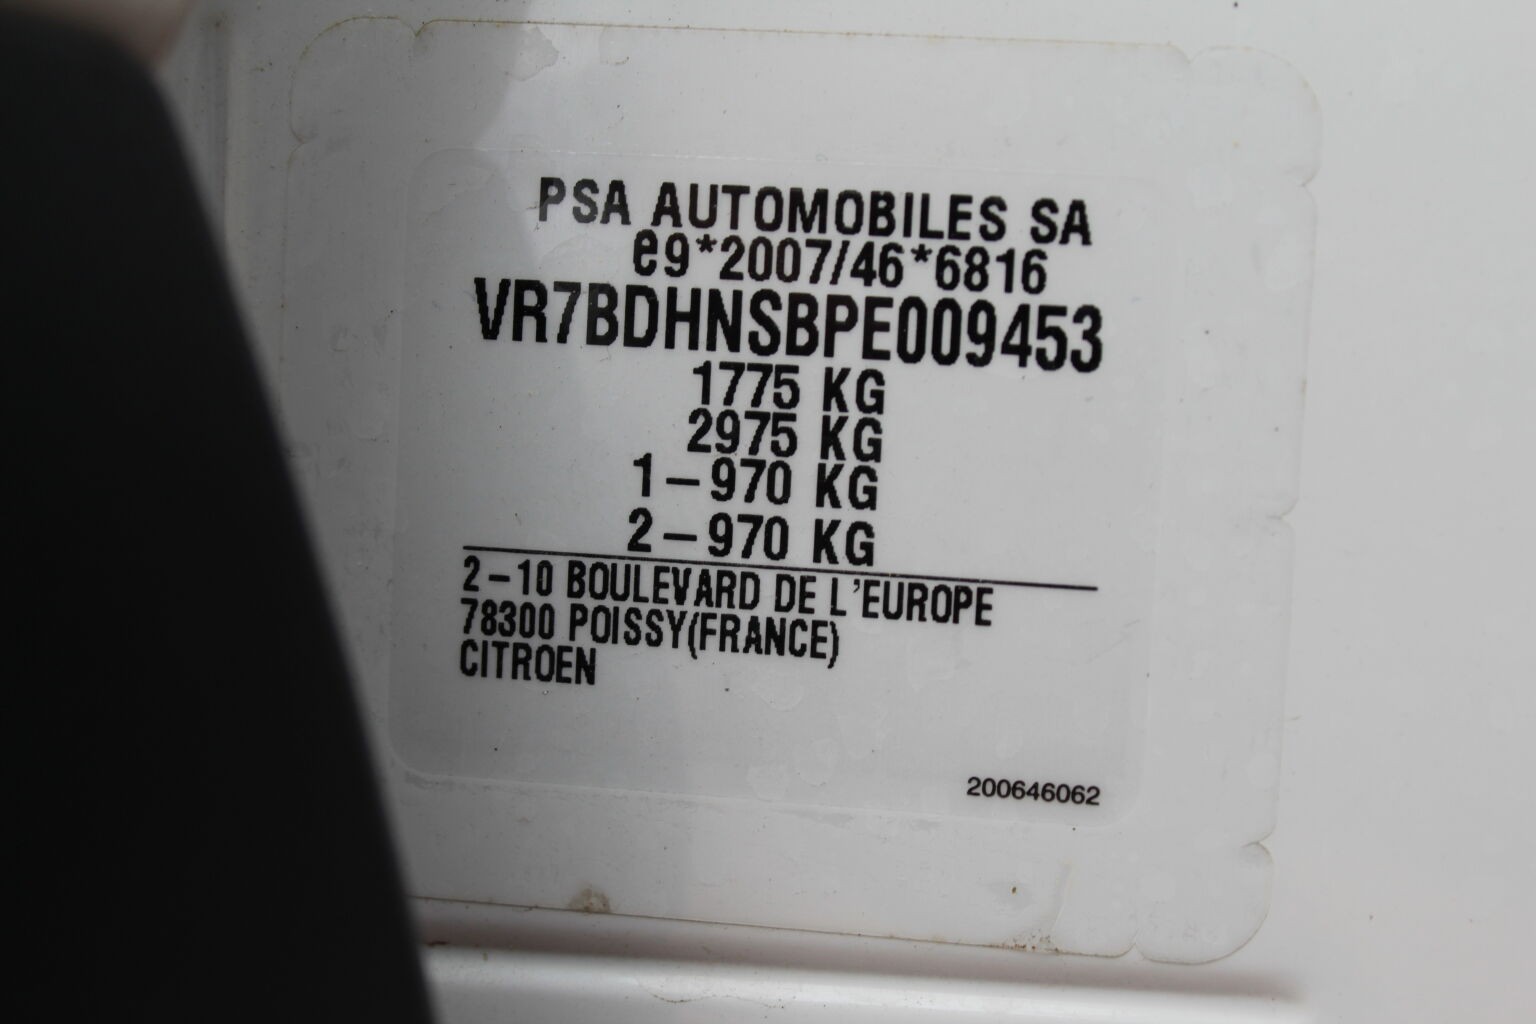 PSA AUTOMOBILES SA
e9*2007/46*6816
VR7BDHNSBPE009453
1775 KG
2975 KG
1-970 KG
2-970 KG
2-10 BOULEVARD DE L'EUROPE
78300 POISSY(FRANCE)
CITROEN
200646062